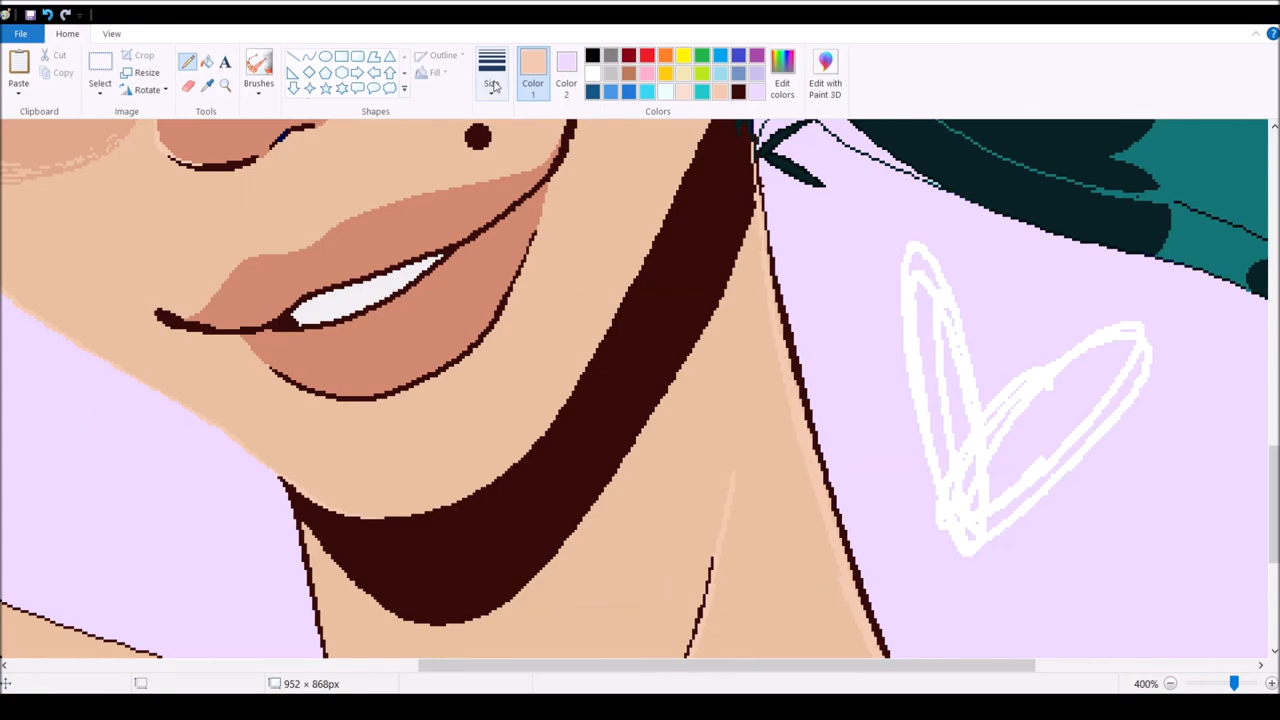 File Home View
Paste
Cut
Copy
Clipboard
Select
Crop
Resize
Rotate
Image
Tools
Brushes
Shapes
Outline
Fill
Size
Color 1
Color 2
Colors
Edit colors
Edit with Paint 3D
952 × 868px
400%